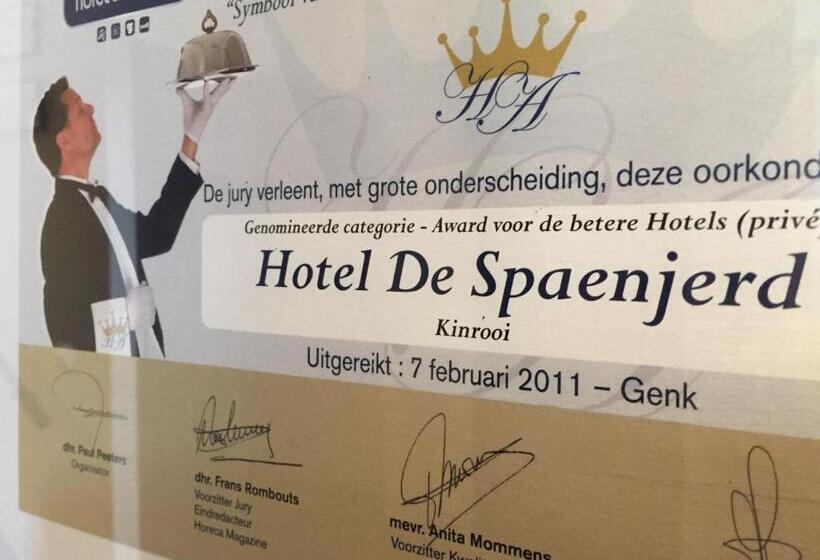 "Symbool
HA
De jury verleent, met grote onderscheiding, deze oorkond
Genomineerde categorie - Award voor de betere Hotels (privé
Hotel De Spaenjerd
Kinrooi
Uitgereikt : 7 februari 2011 – Genk
HA
dhr. Paul Peeters
Organisator
dhr. Frans Rombouts
Voorzitter Jury
Eindredacteur
Horeca Magazine
mevr. Anita Mommens
Voorzitter